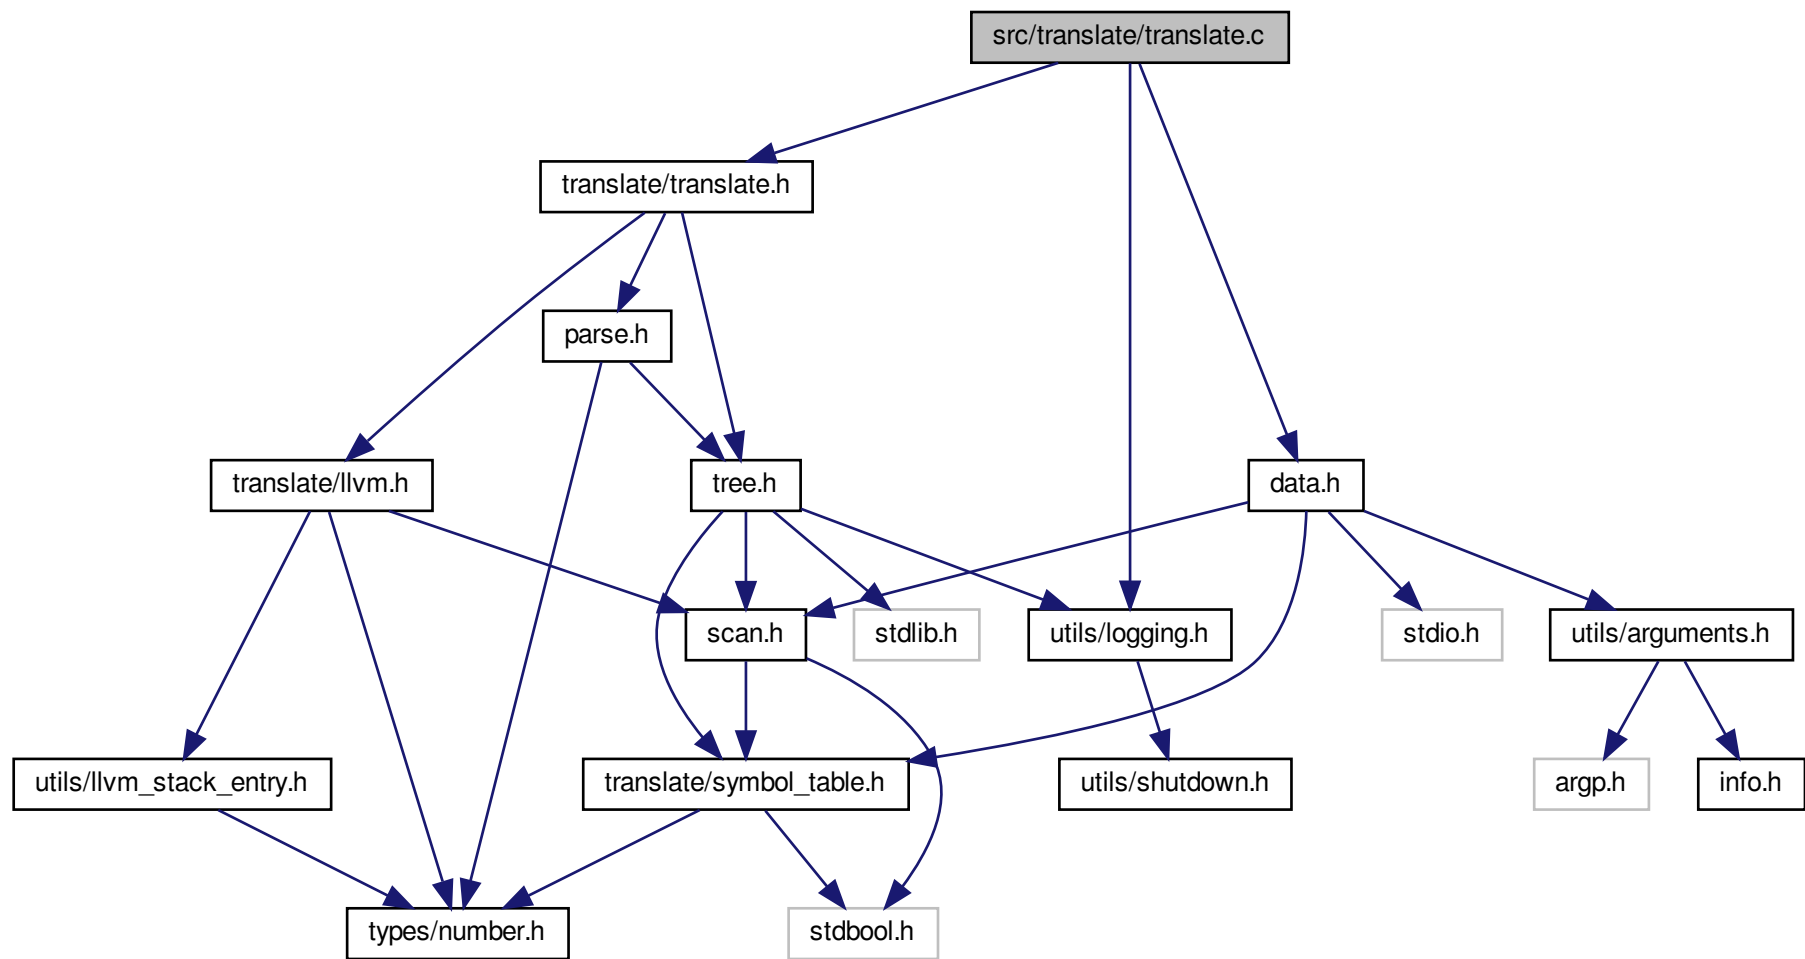 src/translate/translate.c
translate/translate.h
parse.h
translate/llvm.h
tree.h
data.h
scan.h
stdlib.h
utils/logging.h
stdio.h
utils/arguments.h
utils/llvm_stack_entry.h
translate/symbol_table.h
utils/shutdown.h
argp.h
info.h
types/number.h
stdbool.h